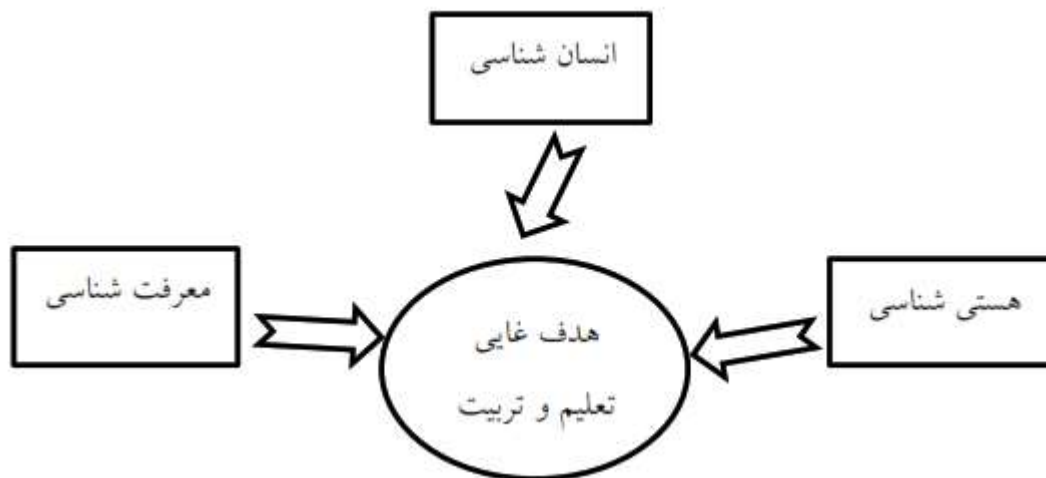 انسان شناسی
هستی شناسی
معرفت شناسی
هدف غایی
تعلیم و تربیت